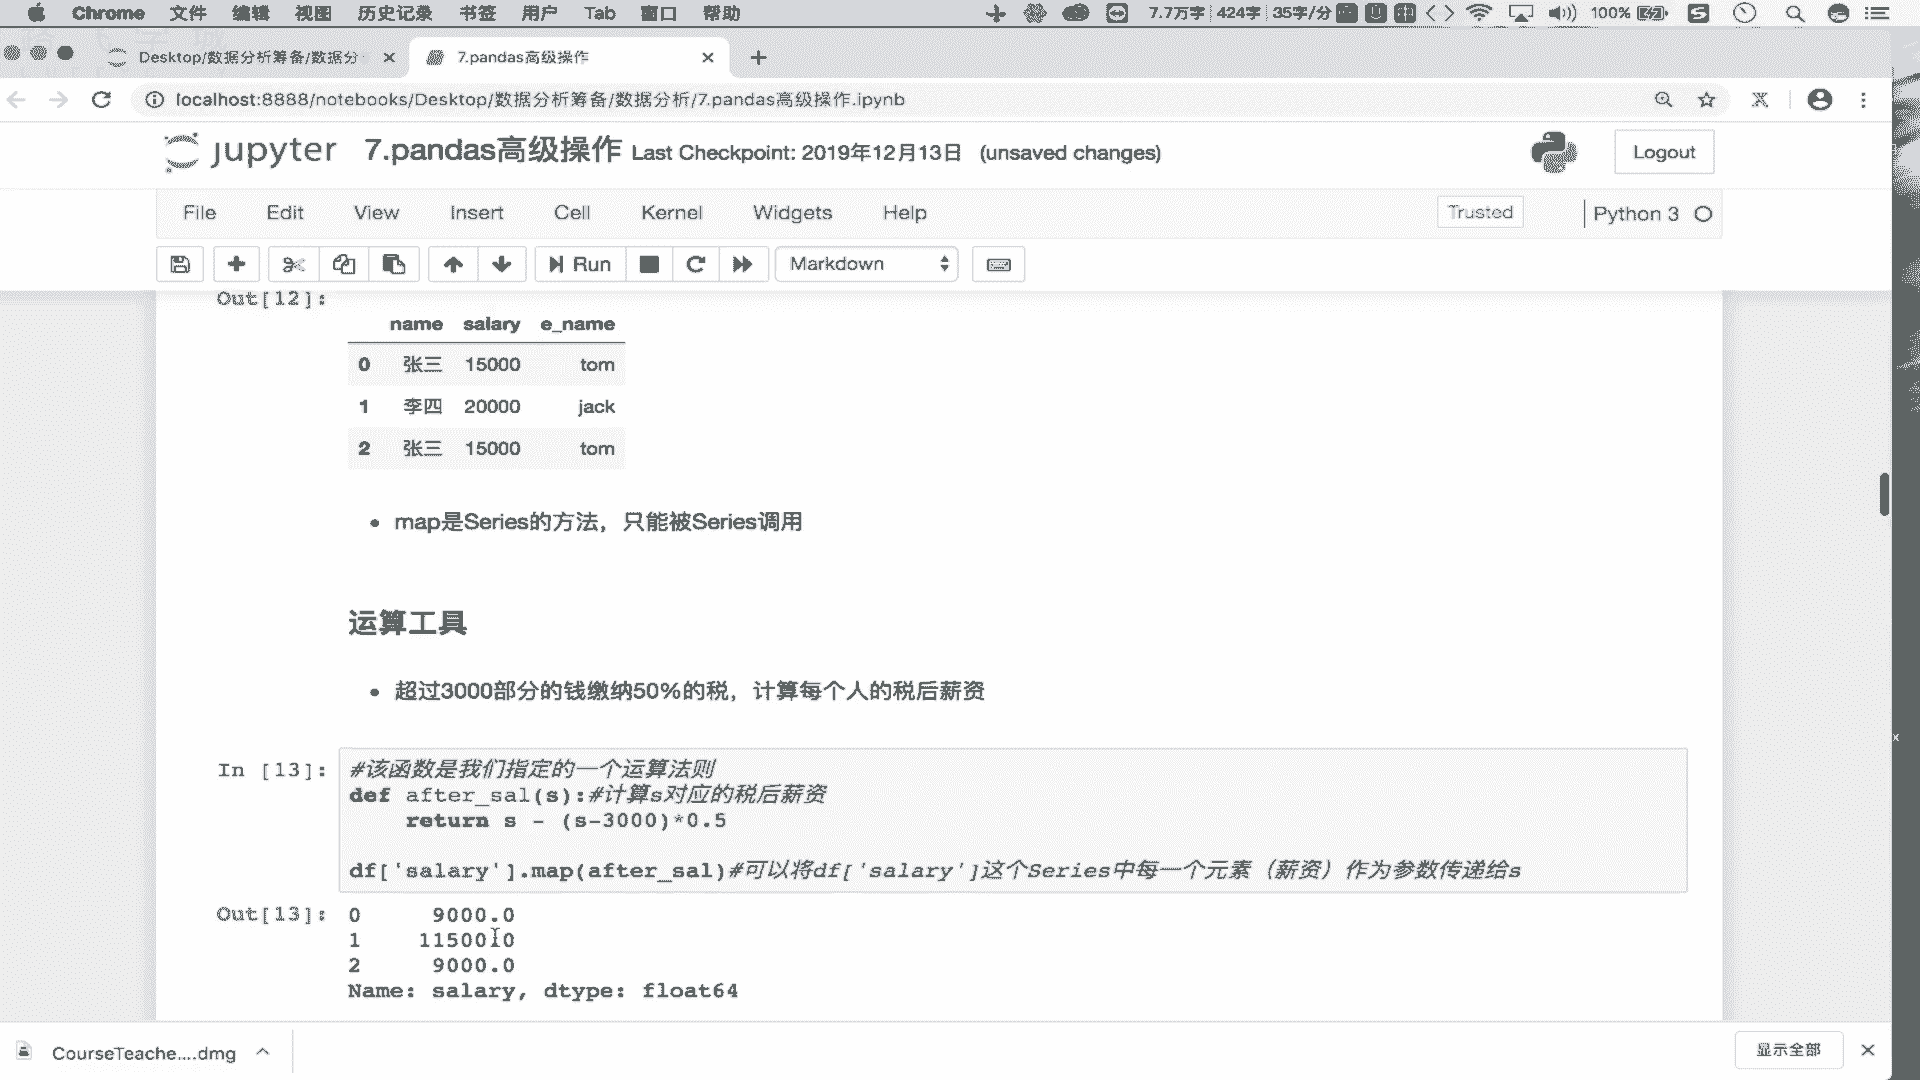 Chrome 文件 编辑 视图 历史记录 书签 用户 Tab 窗口 帮助 7.7万字 424字 35字/分 100%
Desktop/数据分析筹备/数据分 7.pandas高级操作
localhost:8888/notebooks/Desktop/数据分析筹备/数据分析/7.pandas高级操作.ipynb
jupyter 7.pandas高级操作 Last Checkpoint: 2019年12月13日 (unsaved changes) Logout
File Edit View Insert Cell Kernel Widgets Help Trusted Python 3
Run Markdown
Out[12]:
name salary e_name
0 张三 15000 tom
1 李四 20000 jack
2 张三 15000 tom
• map是Series的方法，只能被Series调用
运算工具
• 超过3000部分的钱缴纳50%的税，计算每个人的税后薪资
In [13]: #该函数是我们指定的一个运算法则
def after_sal(s):#计算s对应的税后薪资
return s - (s-3000)*0.5
df['salary'].map(after_sal)#可以将df['salary']这个Series中每一个元素（薪资）作为参数传递给s
Out[13]: 0 9000.0
1 11500.0
2 9000.0
Name: salary, dtype: float64
CourseTeache....dmg 显示全部